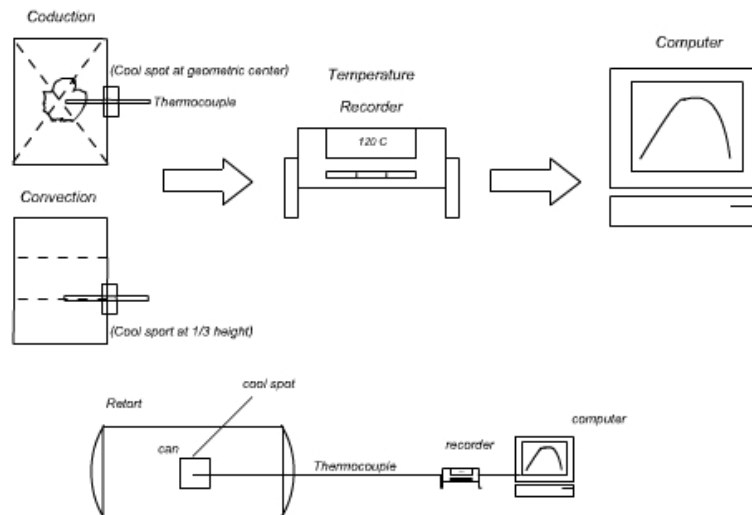 Coduction
(Cool spot at geometric center)
Thermocouple
Temperature
Recorder
120 C
Computer
Convection
(Cool sport at 1/3 height)
cool spot
Retort
can
Thermocouple
recorder
computer